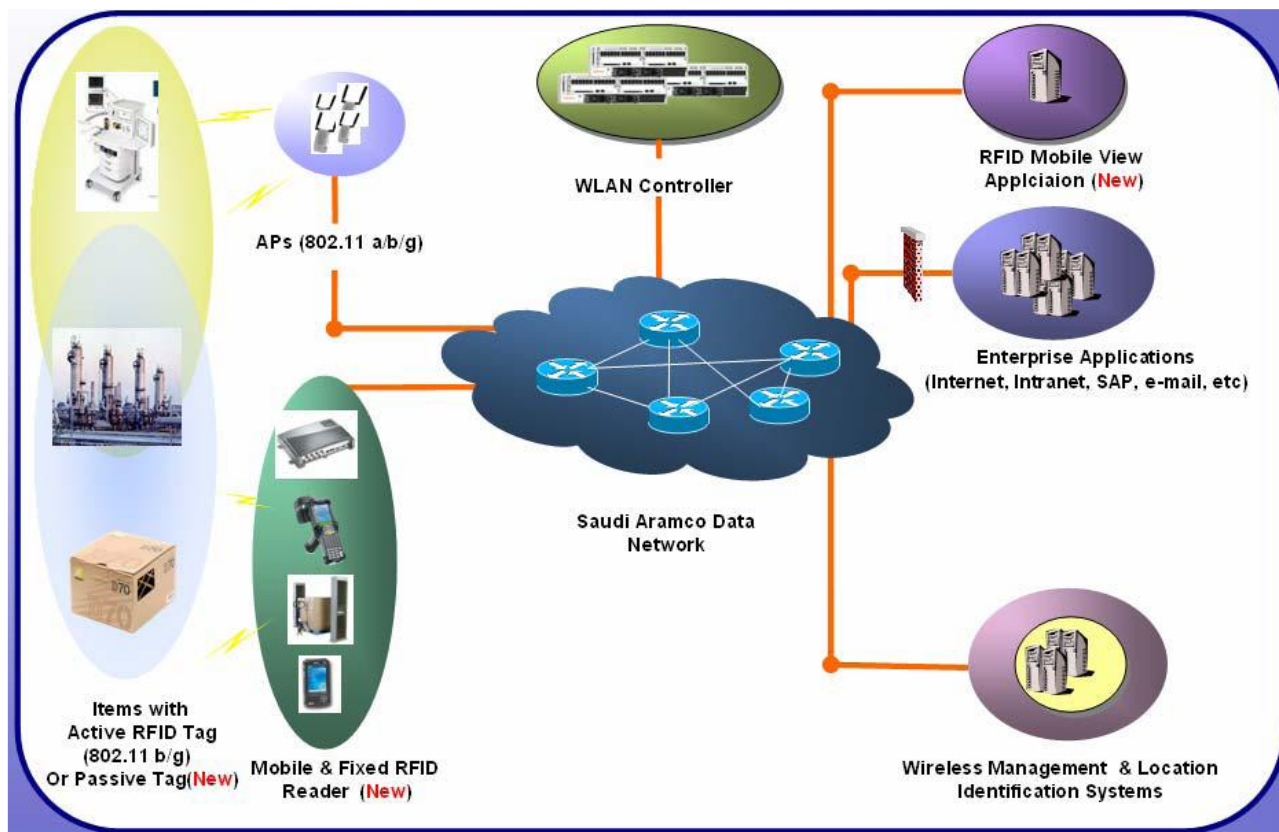 WLAN Controller
RFID Mobile View
Applciaion (New)
APs (802.11 a/b/g)
Enterprise Applications
(Internet, Intranet, SAP, e-mail, etc)
Saudi Aramco Data
Network
D70
D70
Items with
Active RFID Tag
(802.11 b/g)
Or Passive Tag(New)
Mobile & Fixed RFID
Reader (New)
Wireless Management & Location
Identification Systems